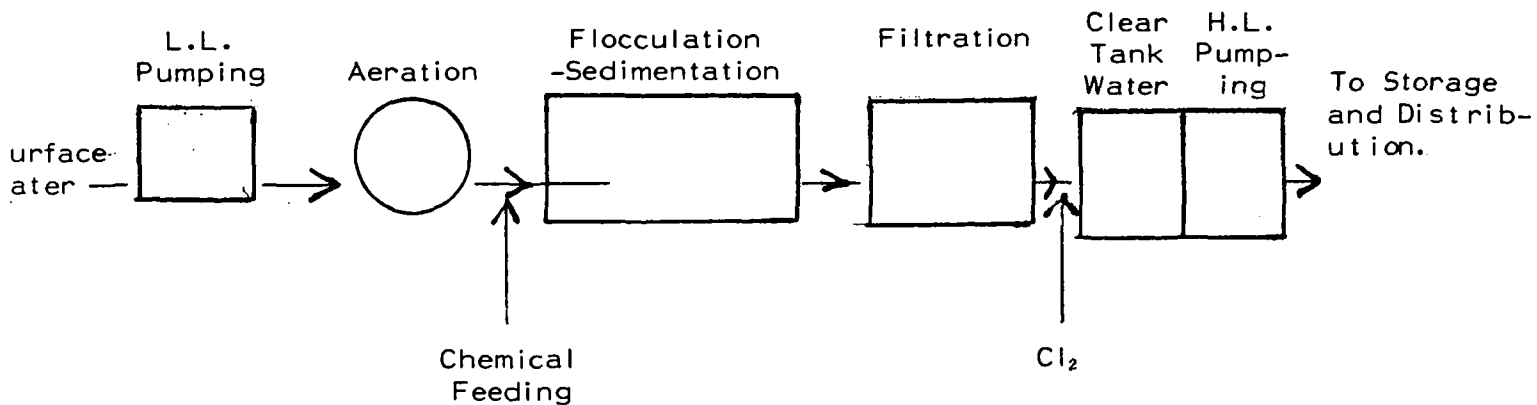 urface
ater
L.L.
Pumping
Aeration
Flocculation
-Sedimentation
Filtration
Clear
Tank
Water
H.L.
Pump-
ing
To Storage
and Distrib-
ution.
Chemical
Feeding
Cl₂